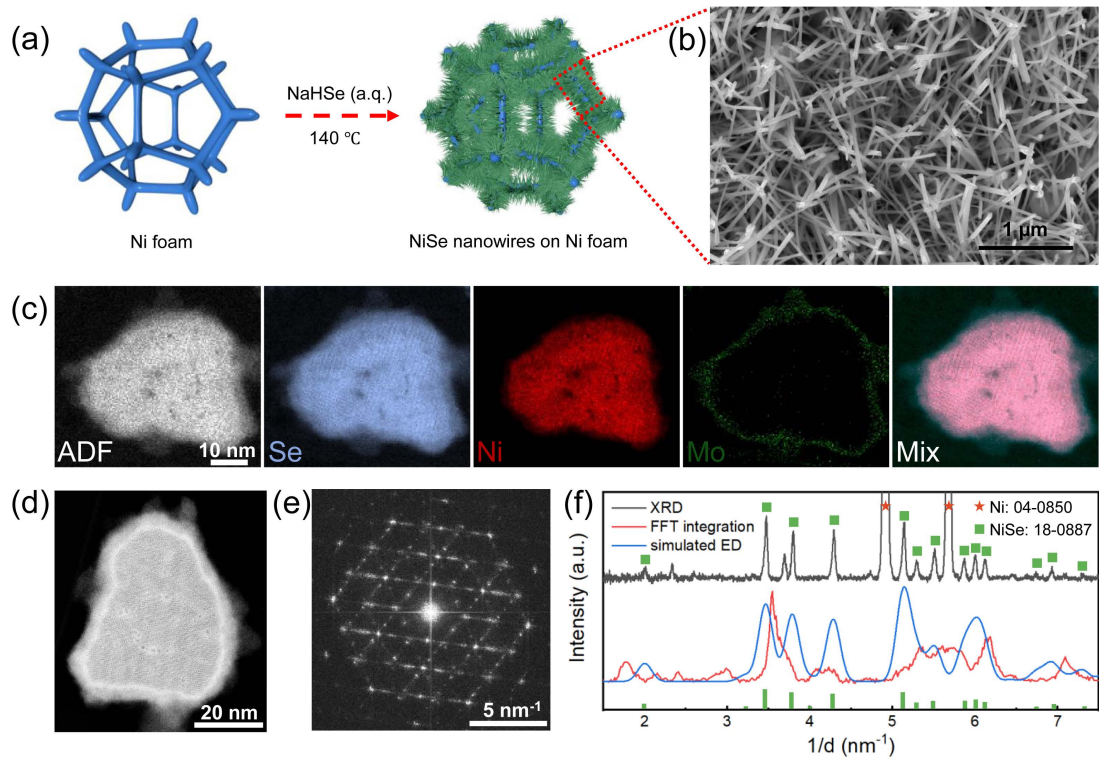 (a)
NaHSe (a.q.)
140 ℃
Ni foam
NiSe nanowires on Ni foam
(b)
1 μm
(c)
ADF
10 nm
Se
Ni
Mo
Mix
(d)
20 nm
(e)
5 nm-1
(f)
XRD
FFT integration
simulated ED
Ni: 04-0850
NiSe: 18-0887
Intensity (a.u.)
2 3 4 5 6 7
1/d (nm-1)